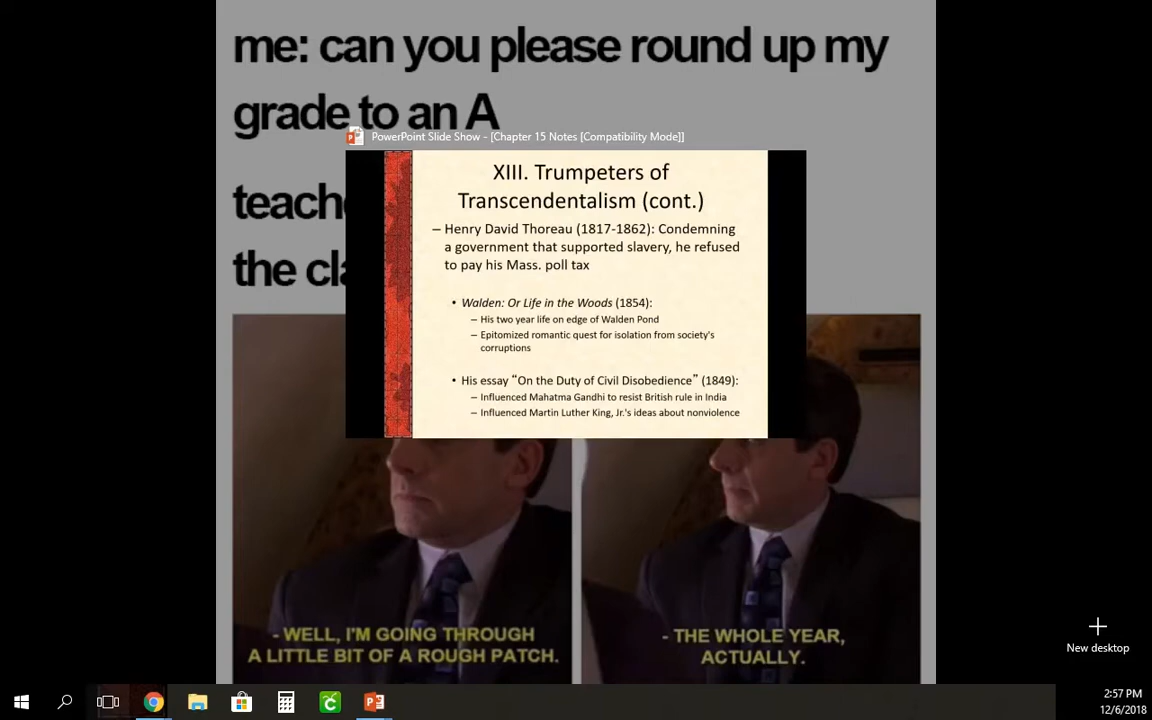 me: can you please round up my
grade to an A
PowerPoint Slide Show - [Chapter 15 Notes [Compatibility Mode]]
XIII. Trumpeters of
Transcendentalism (cont.)
teach
the cla
– Henry David Thoreau (1817-1862): Condemning
a government that supported slavery, he refused
to pay his Mass. poll tax
• Walden: Or Life in the Woods (1854):
– His two year life on edge of Walden Pond
– Epitomized romantic quest for isolation from society's
corruptions
• His essay “On the Duty of Civil Disobedience” (1849):
– Influenced Mahatma Gandhi to resist British rule in India
– Influenced Martin Luther King, Jr.'s ideas about nonviolence
- WELL, I'M GOING THROUGH
A LITTLE BIT OF A ROUGH PATCH.
- THE WHOLE YEAR,
ACTUALLY.
New desktop
2:57 PM
12/6/2018